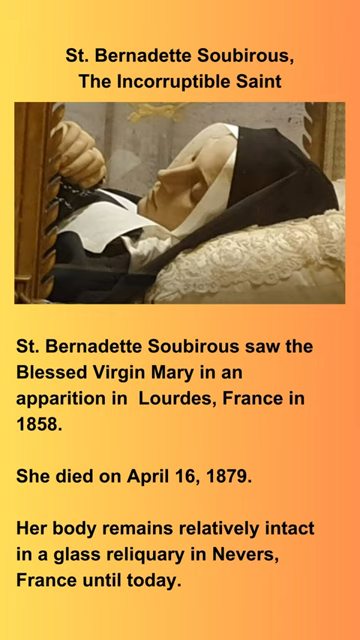 St. Bernadette Soubirous,
The Incorruptible Saint
St. Bernadette Soubirous saw the
Blessed Virgin Mary in an
apparition in  Lourdes, France in
1858.
She died on April 16, 1879.
Her body remains relatively intact
in a glass reliquary in Nevers,
France until today.